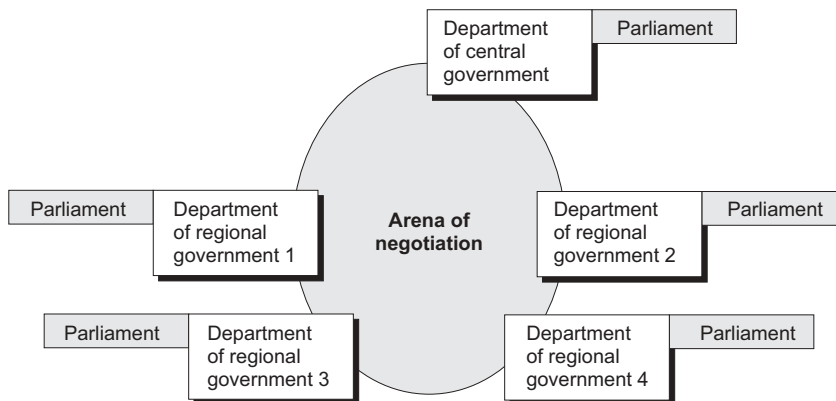 Department
of central
government
Parliament
Parliament
Department
of regional
government 1
Arena of
negotiation
Department
of regional
government 2
Parliament
Parliament
Department
of regional
government 3
Department
of regional
government 4
Parliament